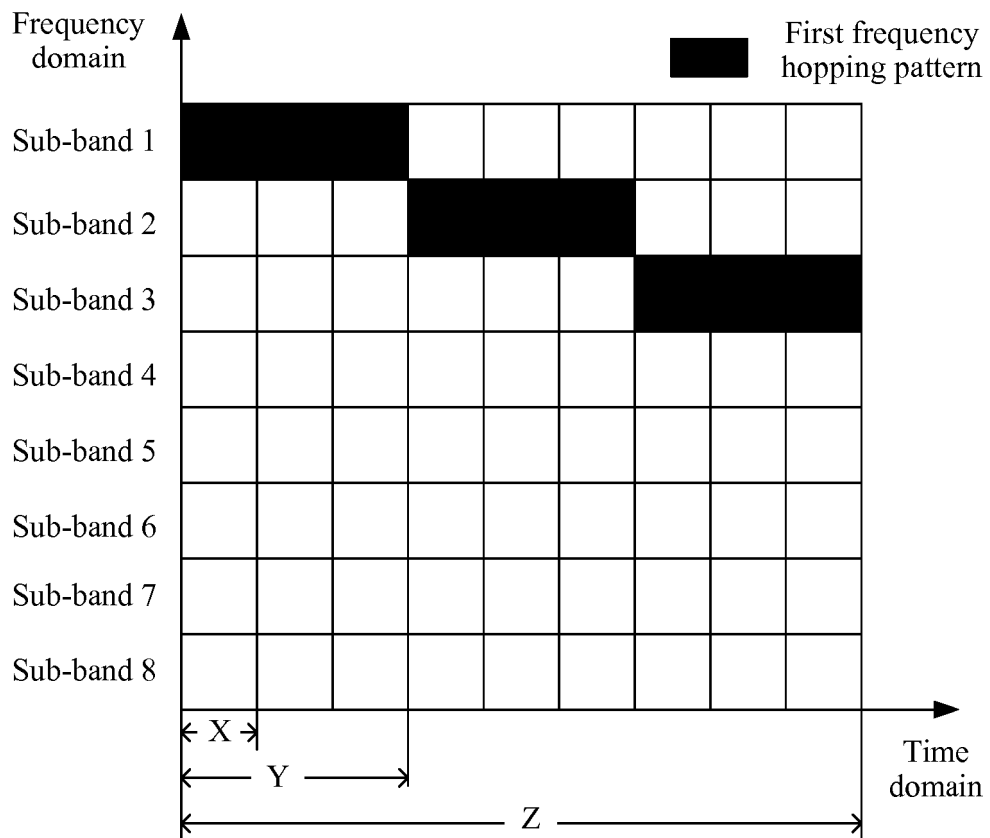 Frequency
domain
First frequency
hopping pattern
Sub-band 1
Sub-band 2
Sub-band 3
Sub-band 4
Sub-band 5
Sub-band 6
Sub-band 7
Sub-band 8
X
Y
Z
Time
domain